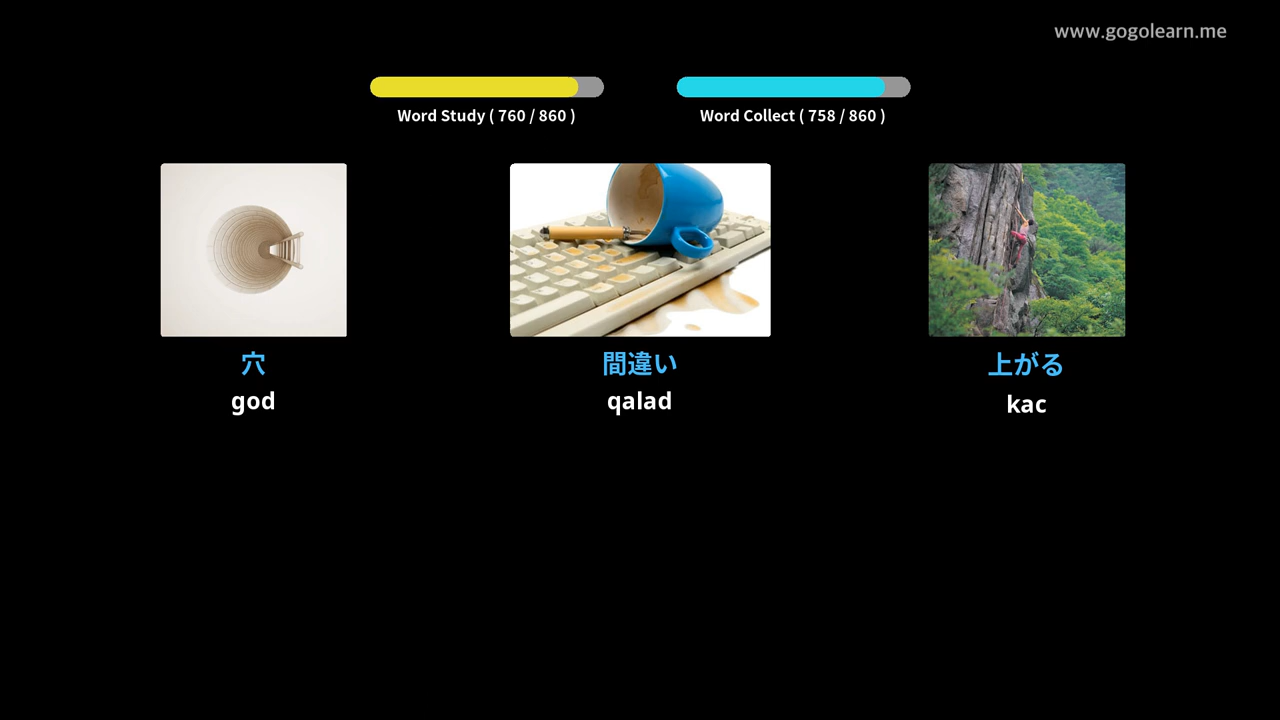 www.gogolearn.me
Word Study ( 760 / 860 )
Word Collect ( 758 / 860 )
穴
god
間違い
qalad
上がる
kac